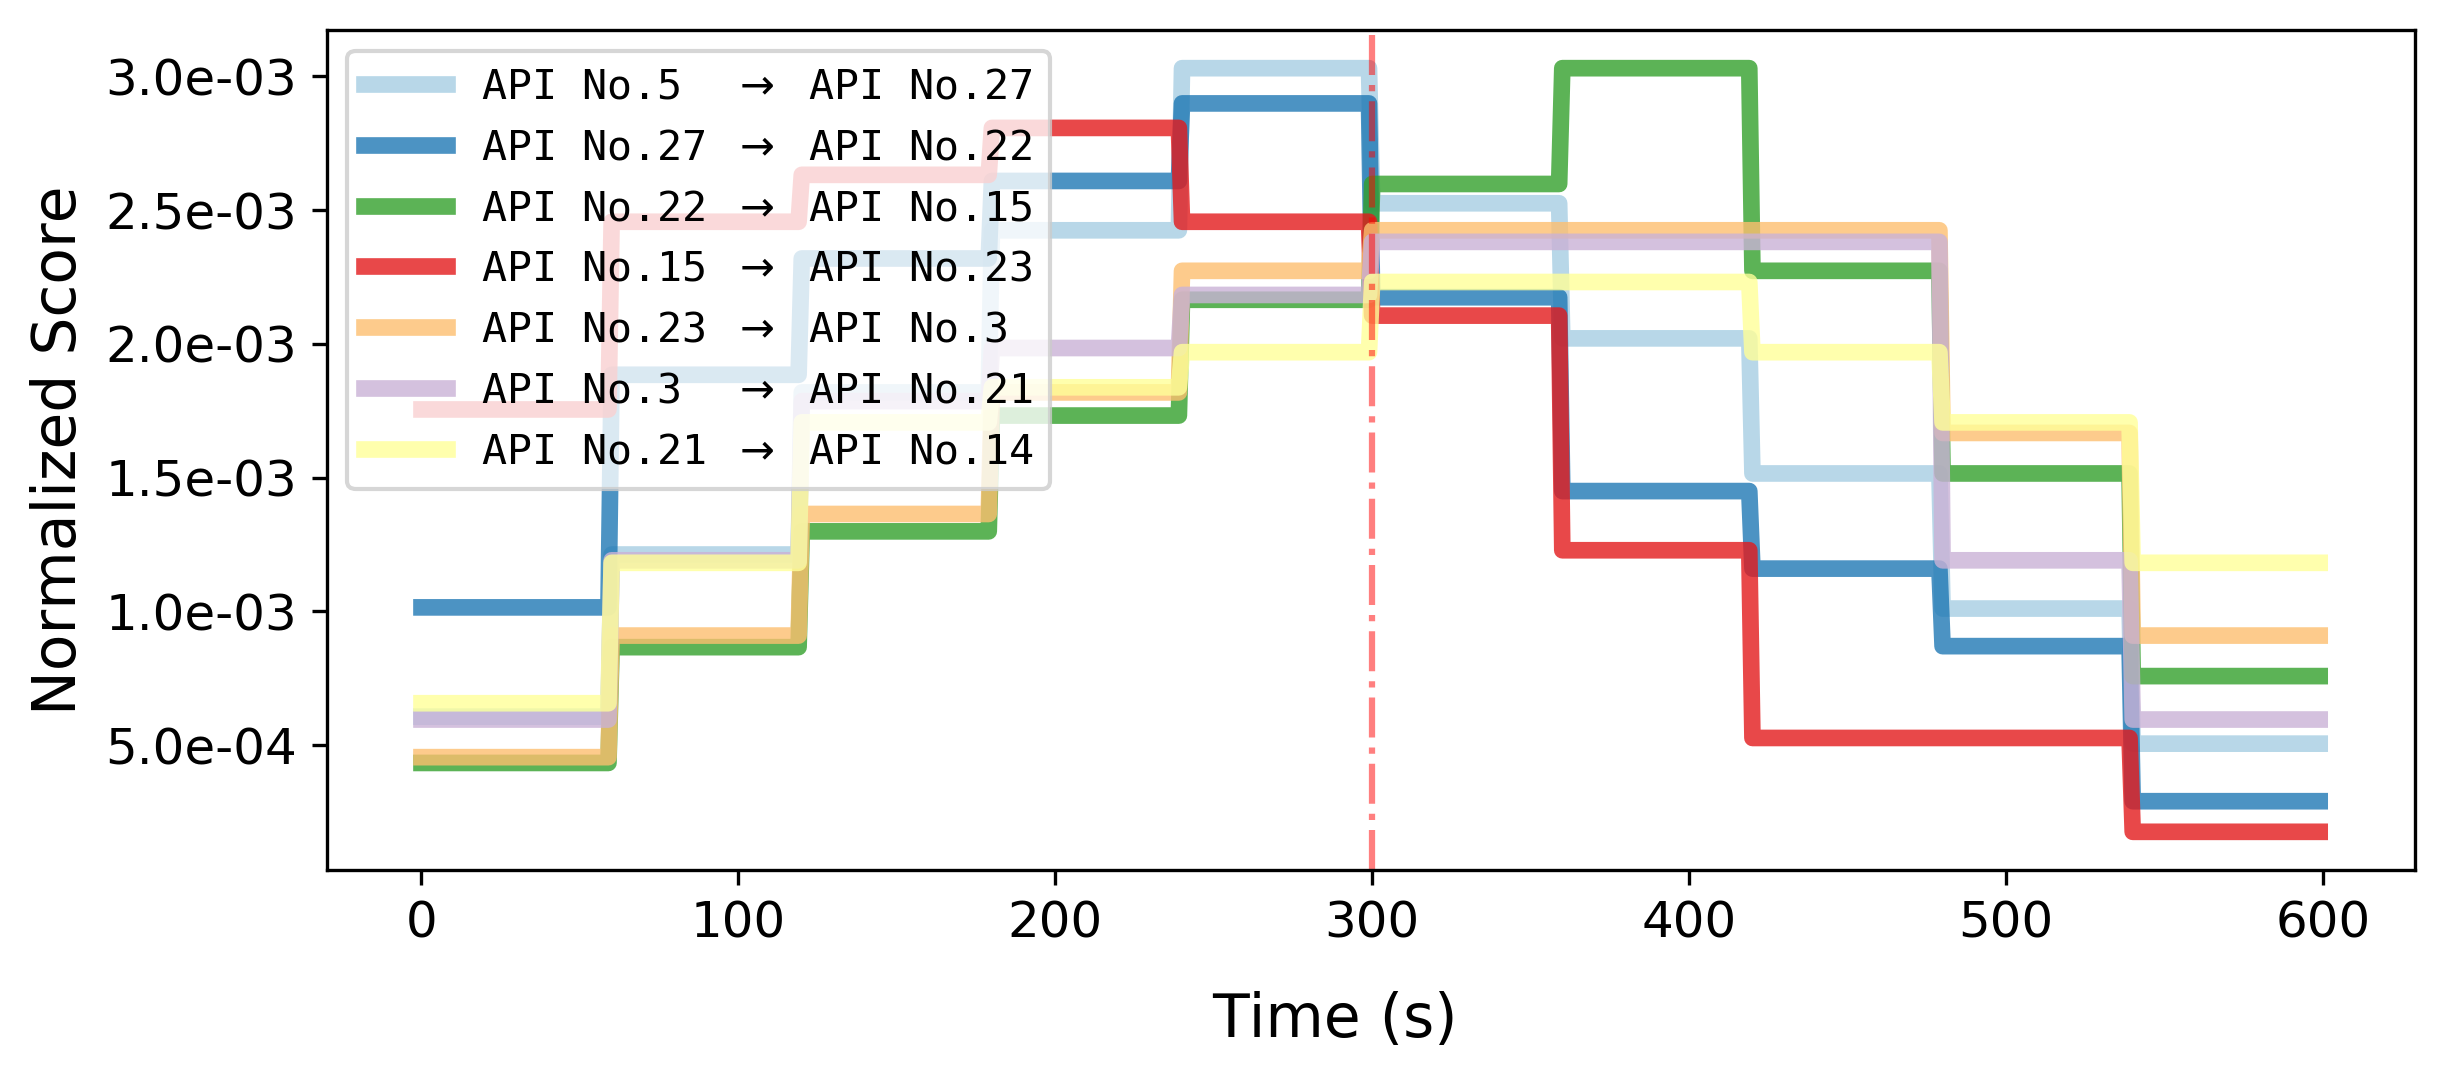 3.0e-03
2.5e-03
2.0e-03
1.5e-03
1.0e-03
5.0e-04
Normalized Score
API No.5 → API No.27
API No.27 → API No.22
API No.22 → API No.15
API No.15 → API No.23
API No.23 → API No.3
API No.3 → API No.21
API No.21 → API No.14
0 100 200 300 400 500 600
Time (s)